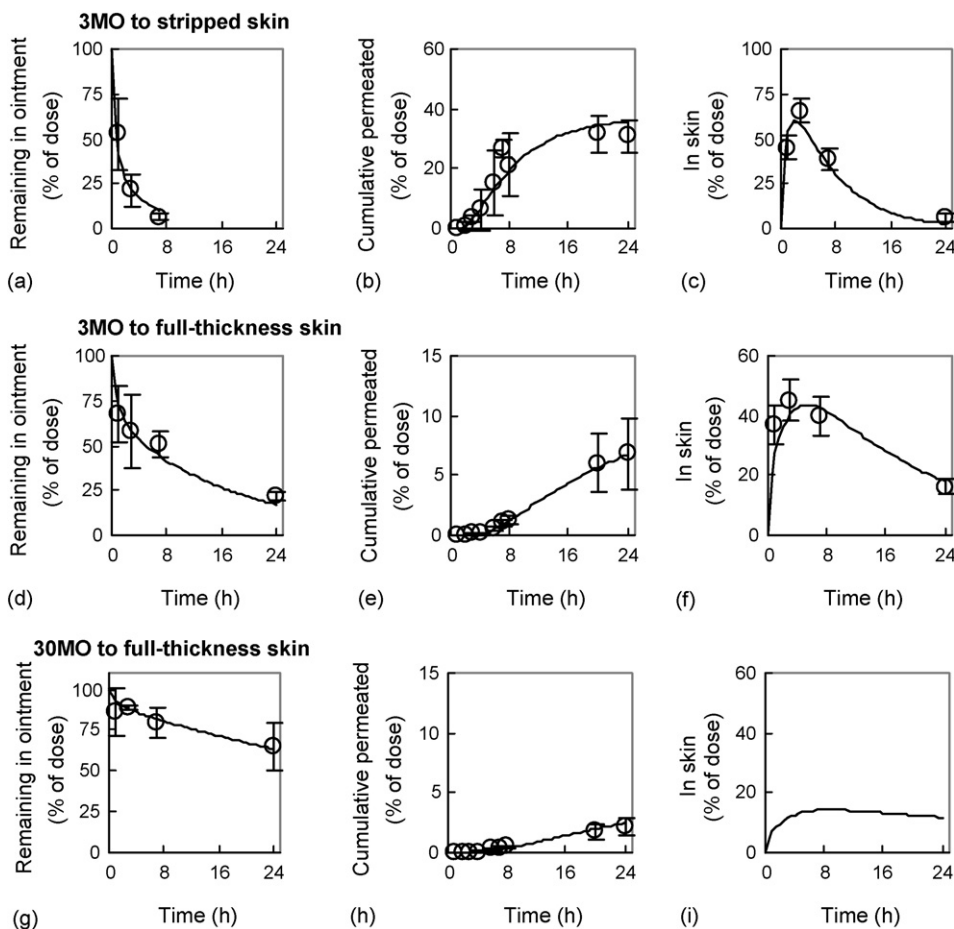 3MO to stripped skin
Remaining in ointment
(% of dose)
100
75
50
25
0
0
8
16
24
Time (h)
(a)
Cumulative permeated
(% of dose)
60
40
20
0
0
8
16
24
Time (h)
(b)
In skin
(% of dose)
100
75
50
25
0
0
8
16
24
Time (h)
(c)
3MO to full-thickness skin
Remaining in ointment
(% of dose)
100
75
50
25
0
0
8
16
24
Time (h)
(d)
Cumulative permeated
(% of dose)
15
10
5
0
0
8
16
24
Time (h)
(e)
In skin
(% of dose)
60
40
20
0
0
8
16
24
Time (h)
(f)
30MO to full-thickness skin
Remaining in ointment
(% of dose)
100
75
50
25
0
0
8
16
24
Time (h)
(g)
Cumulative permeated
(% of dose)
15
10
5
0
0
8
16
24
Time (h)
(h)
In skin
(% of dose)
60
40
20
0
0
8
16
24
Time (h)
(i)